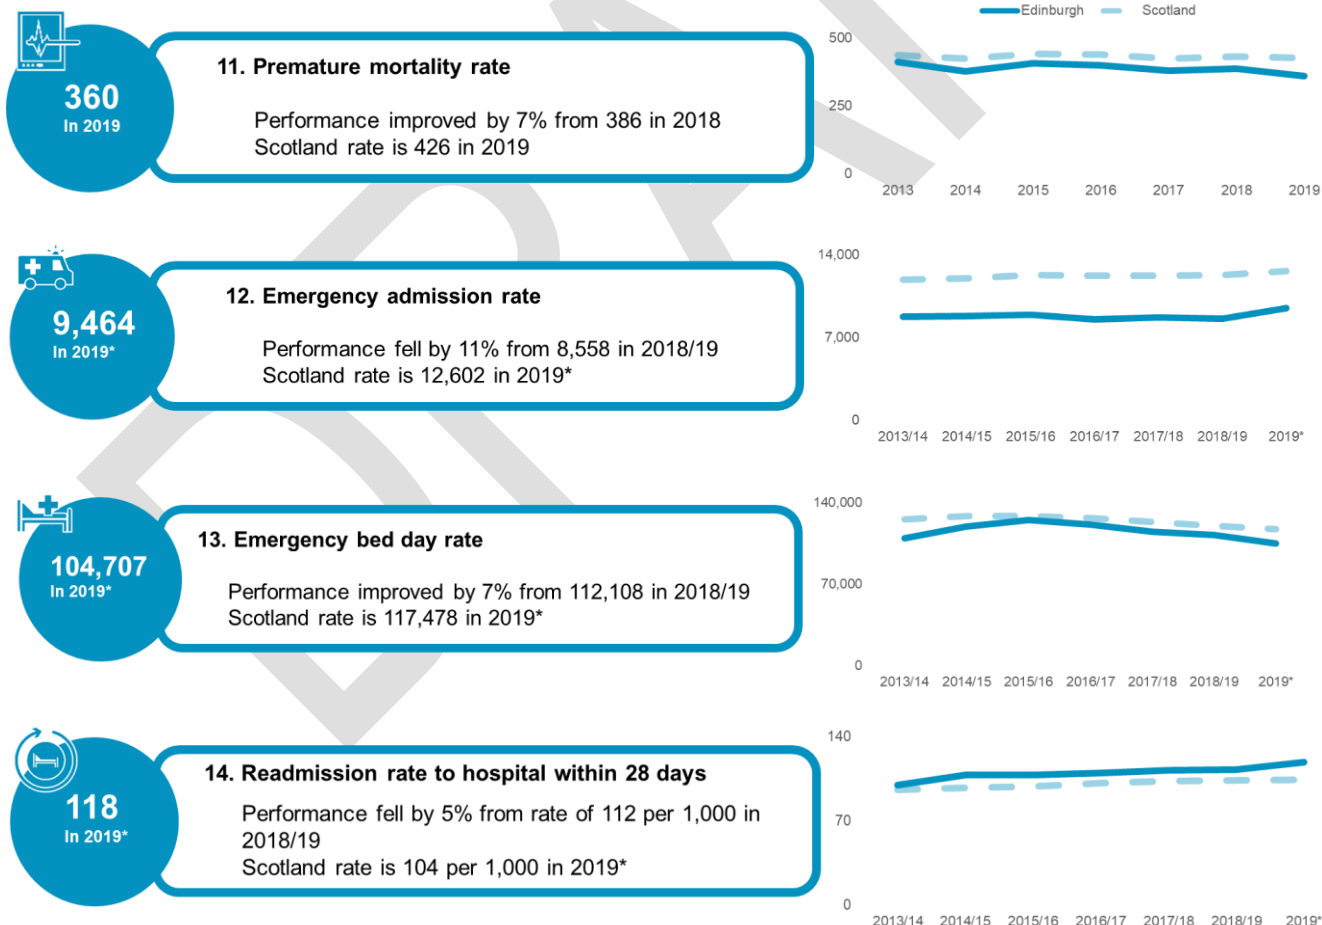 Edinburgh Scotland
360
In 2019
11. Premature mortality rate
Performance improved by 7% from 386 in 2018
Scotland rate is 426 in 2019
500
250
0
2013 2014 2015 2016 2017 2018 2019
9,464
In 2019*
12. Emergency admission rate
Performance fell by 11% from 8,558 in 2018/19
Scotland rate is 12,602 in 2019*
14,000
7,000
0
2013/14 2014/15 2015/16 2016/17 2017/18 2018/19 2019*
104,707
In 2019*
13. Emergency bed day rate
Performance improved by 7% from 112,108 in 2018/19
Scotland rate is 117,478 in 2019*
140,000
70,000
0
2013/14 2014/15 2015/16 2016/17 2017/18 2018/19 2019*
118
In 2019*
14. Readmission rate to hospital within 28 days
Performance fell by 5% from rate of 112 per 1,000 in
2018/19
Scotland rate is 104 per 1,000 in 2019*
140
70
0
2013/14 2014/15 2015/16 2016/17 2017/18 2018/19 2019*